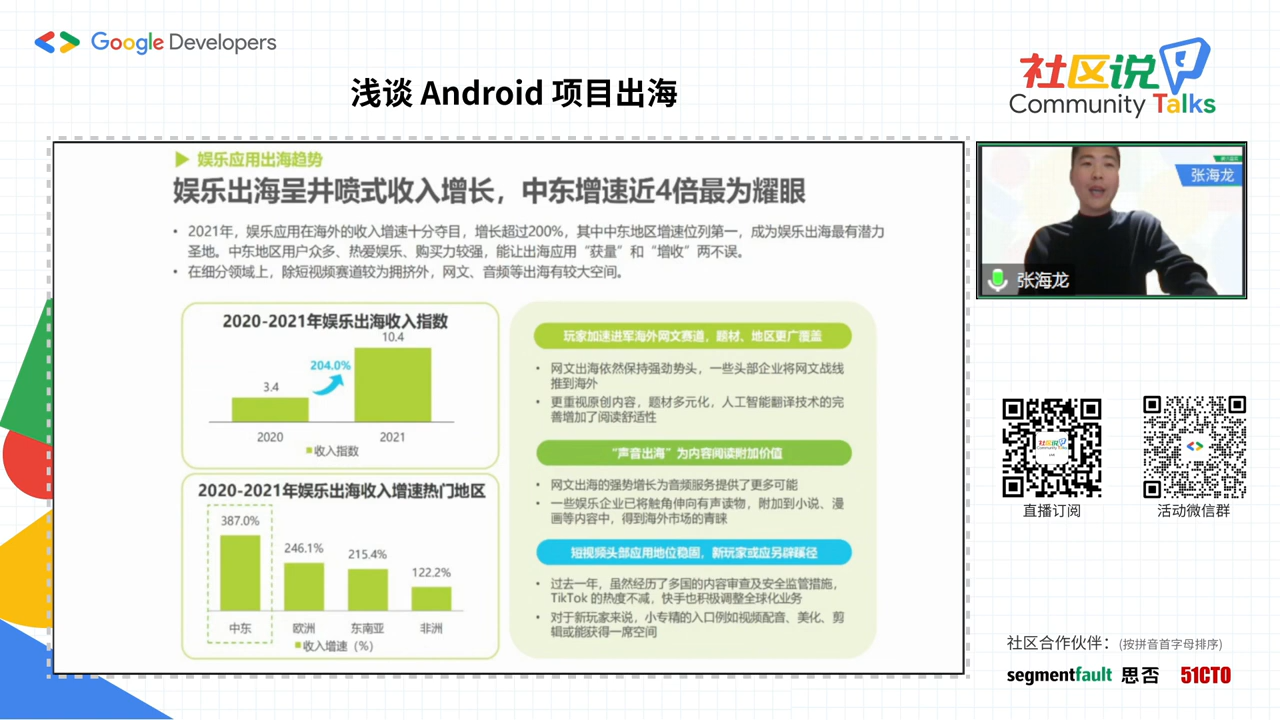 Google Developers
浅谈 Android 项目出海
社区说
Community Talks
娱乐应用出海趋势
娱乐出海呈井喷式收入增长，中东增速近4倍最为耀眼
• 2021年，娱乐应用在海外的收入增速十分夺目，增长超过200%，其中中东地区增速位列第一，成为娱乐出海最有潜力
圣地。中东地区用户众多、热爱娱乐、购买力较强，能让出海应用“获量”和“增收”两不误。
• 在细分领域上，除短视频赛道较为拥挤外，网文、音频等出海有较大空间。
2020-2021年娱乐出海收入指数
10.4
204.0%
3.4
2020 2021
收入指数
2020-2021年娱乐出海收入增速热门地区
387.0%
246.1%
215.4%
122.2%
中东 欧洲 东南亚 非洲
收入增速（%）
玩家加速进军海外网文赛道，题材、地区更广覆盖
• 网文出海依然保持强劲势头，一些头部企业将网文战线
推到海外
• 更重视原创内容，题材多元化，人工智能翻译技术的完
善增加了阅读舒适性
“声音出海”为内容阅读附加价值
• 网文出海的强势增长为音频服务提供了更多可能
• 一些娱乐企业已将触角伸向有声读物，附加到小说、漫
画等内容中，得到海外市场的青睐
短视频头部应用地位稳固，新玩家或应另辟蹊径
• 过去一年，虽然经历了多国的内容审查及安全监管措施，
TikTok 的热度不减，快手也积极调整全球化业务
• 对于新玩家来说，小专精的入口例如视频配音、美化、剪
辑或能获得一席空间
张海龙
张海龙
直播订阅
活动微信群
社区合作伙伴：(按拼音首字母排序)
segmentfault 思否 51CTO